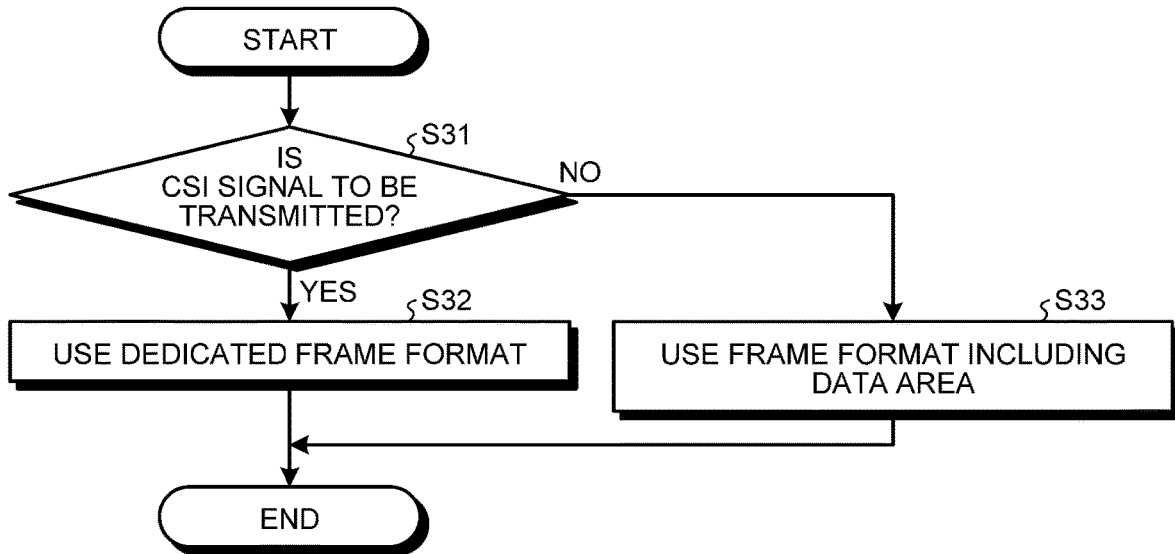 START
S31
IS
CSI SIGNAL TO BE
TRANSMITTED?
NO
YES
S32
USE DEDICATED FRAME FORMAT
S33
USE FRAME FORMAT INCLUDING
DATA AREA
END